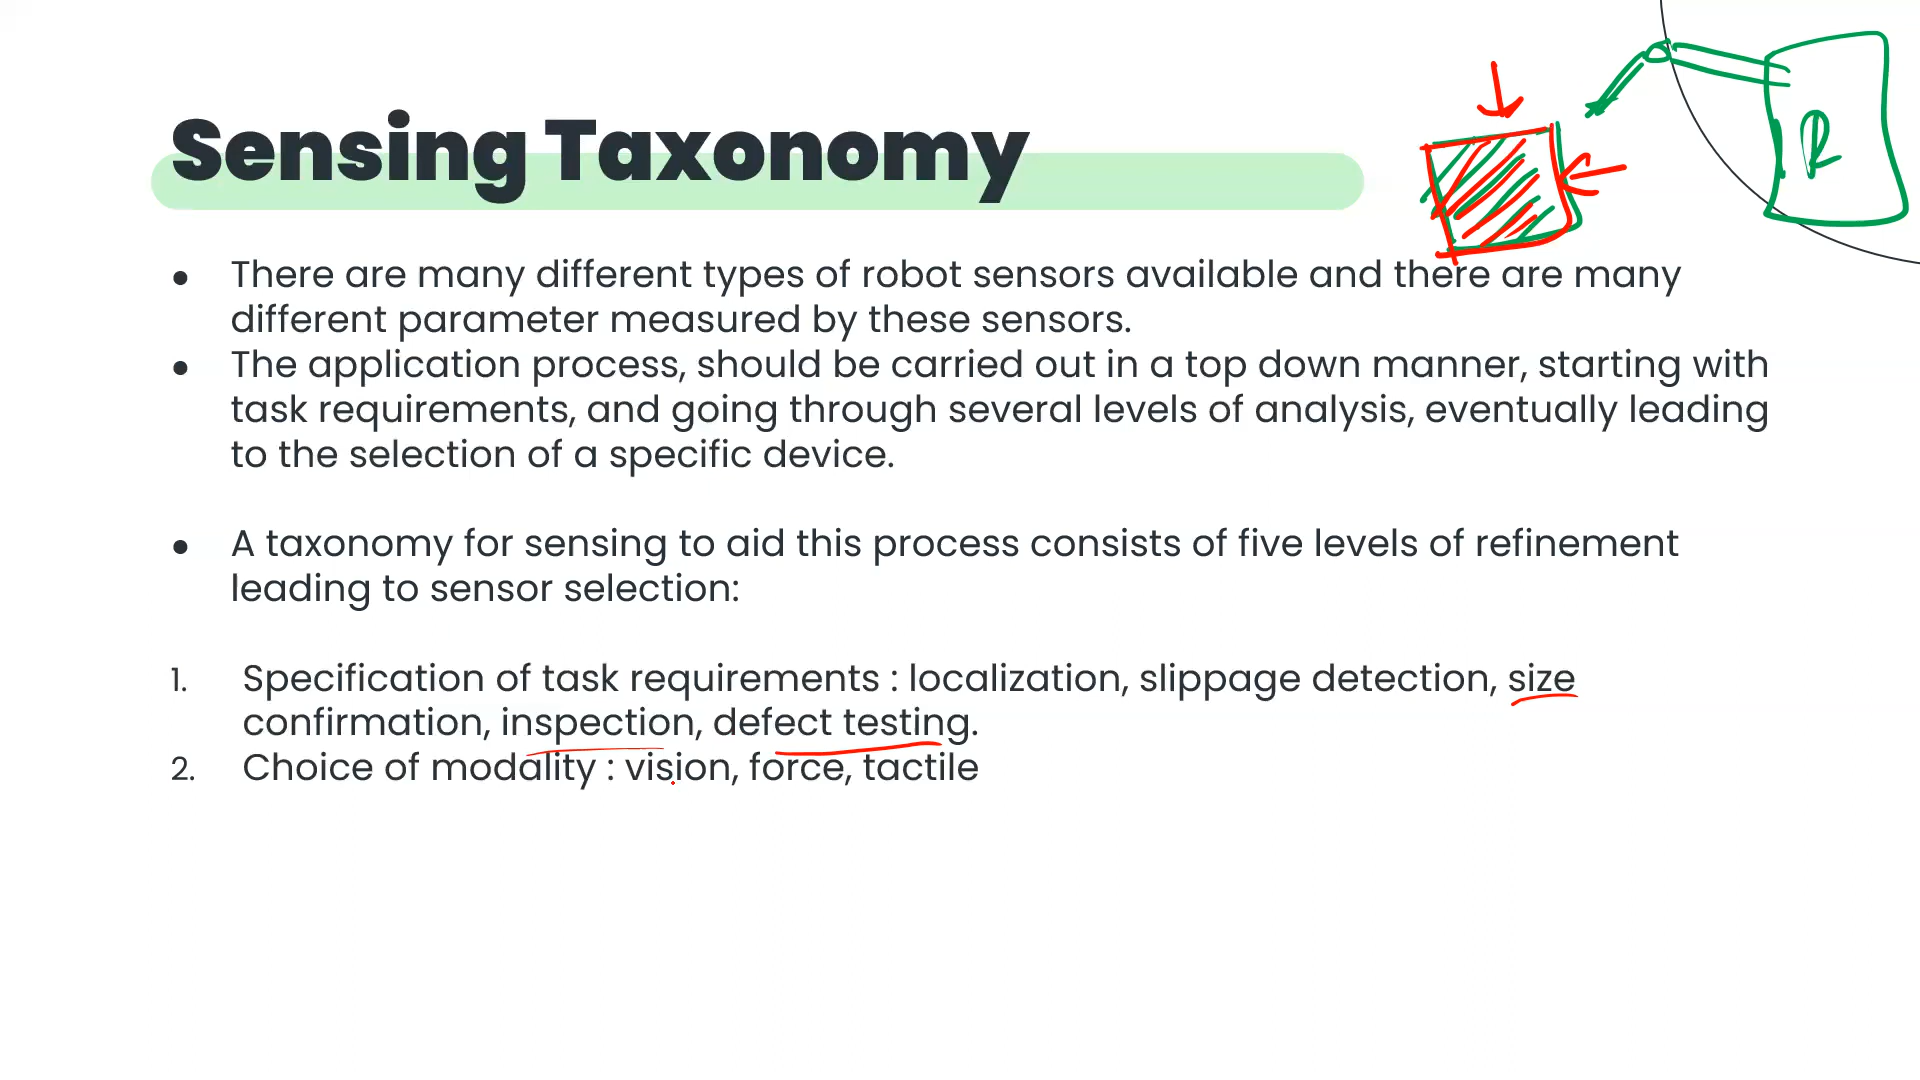 Sensing Taxonomy
R
● There are many different types of robot sensors available and there are many
different parameter measured by these sensors.
● The application process, should be carried out in a top down manner, starting with
task requirements, and going through several levels of analysis, eventually leading
to the selection of a specific device.
● A taxonomy for sensing to aid this process consists of five levels of refinement
leading to sensor selection:
1. Specification of task requirements : localization, slippage detection, size
confirmation, inspection, defect testing.
2. Choice of modality : vision, force, tactile